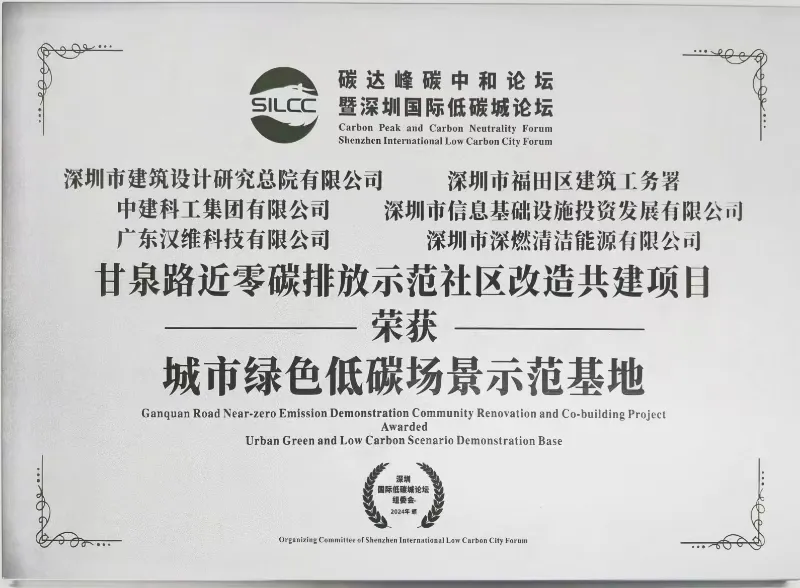 SILCC
碳达峰碳中和论坛
暨深圳国际低碳城论坛
Carbon Peak and Carbon Neutrality Forum
Shenzhen International Low Carbon City Forum
深圳市建筑设计研究总院有限公司 深圳市福田区建筑工务署
中建科工集团有限公司 深圳市信息基础设施投资发展有限公司
广东汉维科技有限公司 深圳市深燃清洁能源有限公司
甘泉路近零碳排放示范社区改造共建项目
荣获
城市绿色低碳场景示范基地
Ganquan Road Near-zero Emission Demonstration Community Renovation and Co-building Project
Awarded
Urban Green and Low Carbon Scenario Demonstration Base
深圳
国际低碳城论坛
组委会
2024年 颁
Organizing Committee of Shenzhen International Low Carbon City Forum